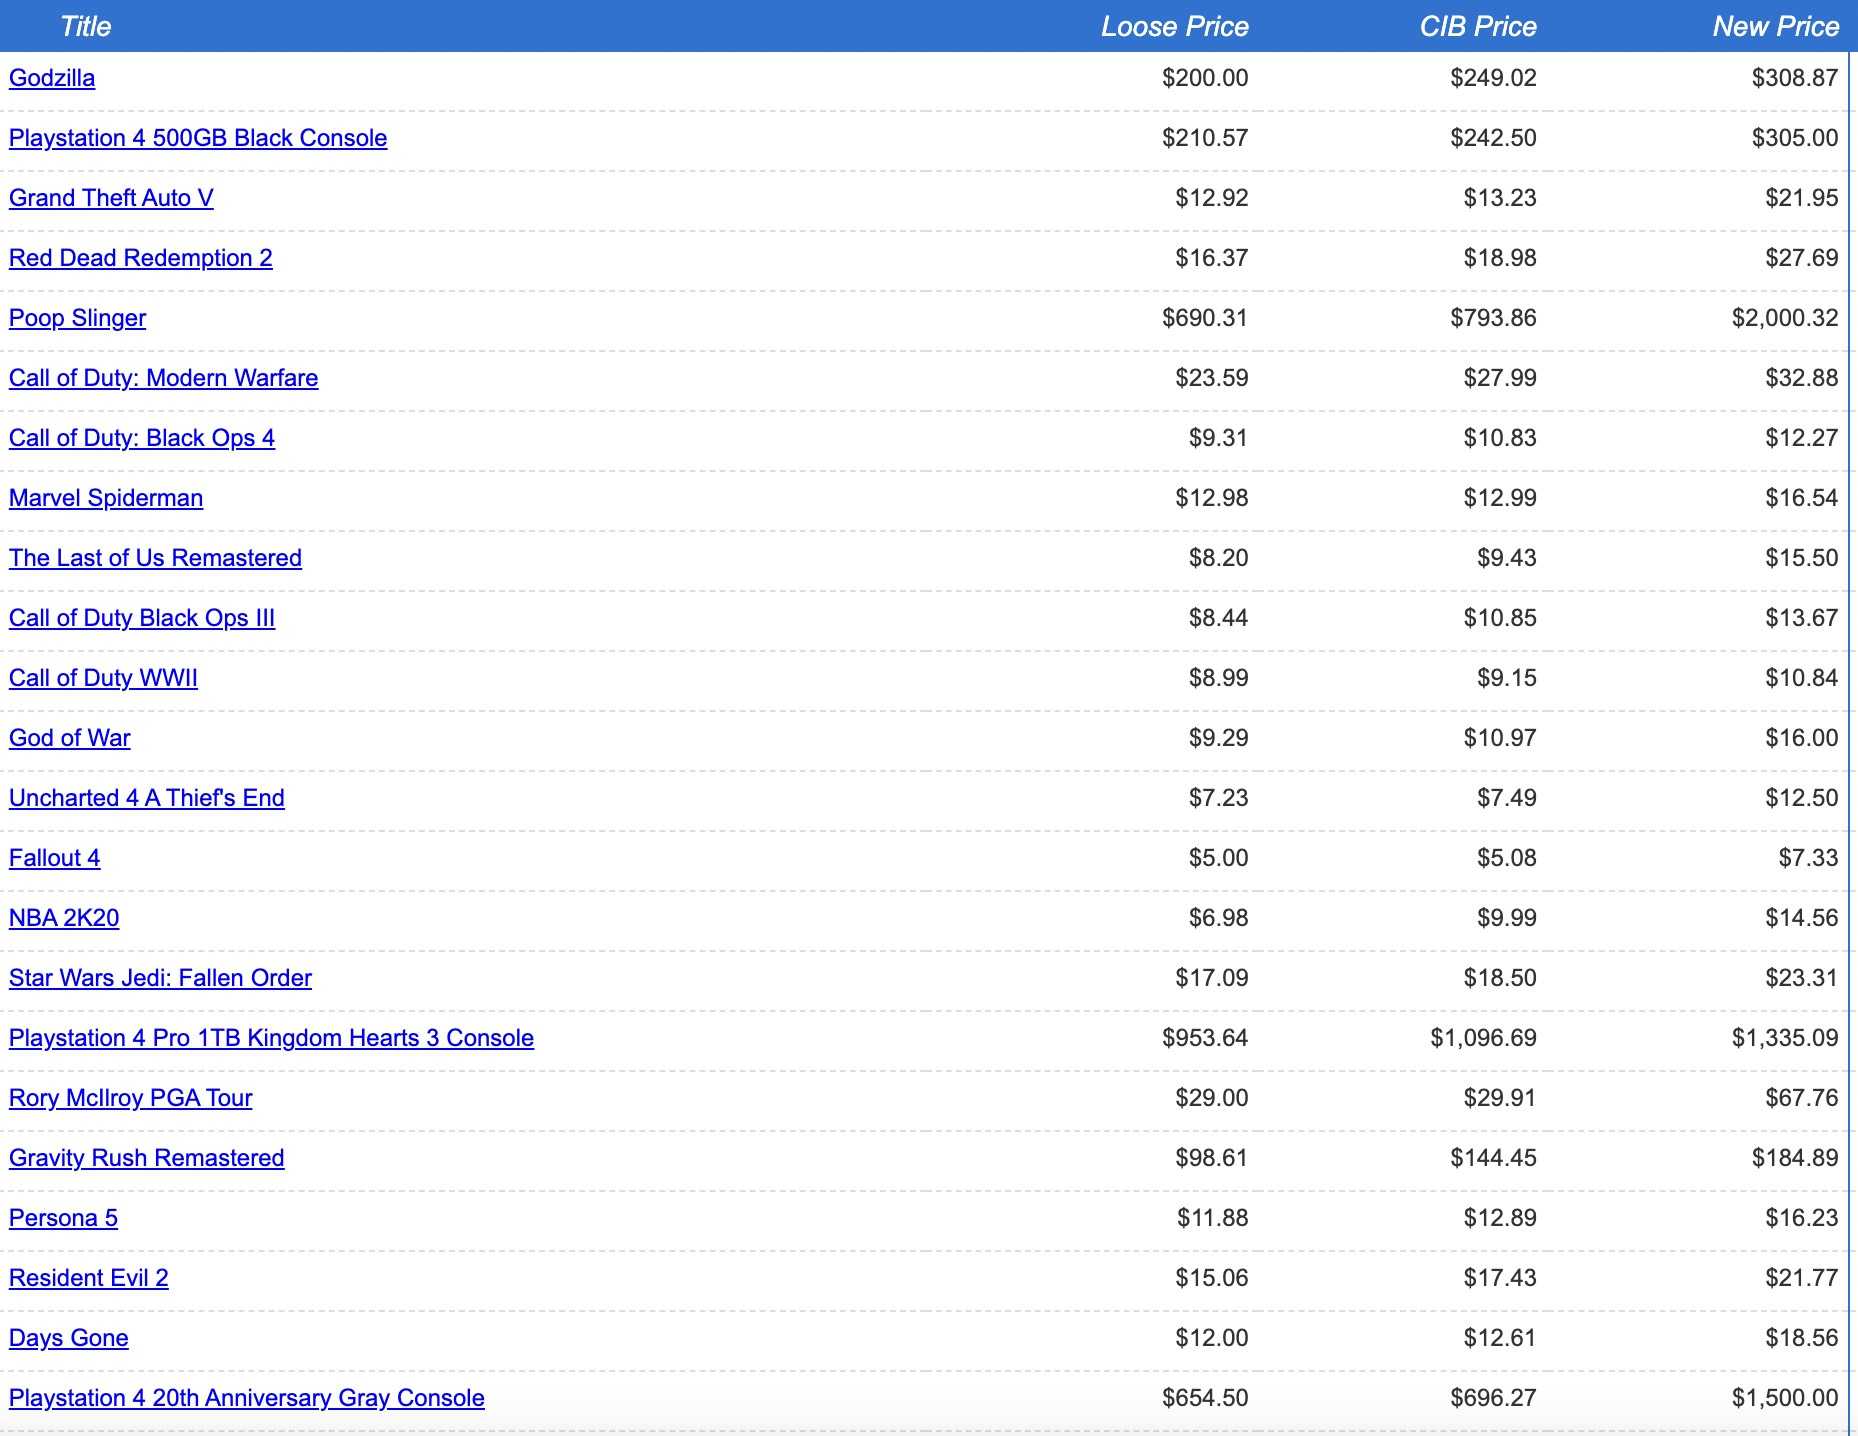 Title Loose Price CIB Price New Price
Godzilla $200.00 $249.02 $308.87
Playstation 4 500GB Black Console $210.57 $242.50 $305.00
Grand Theft Auto V $12.92 $13.23 $21.95
Red Dead Redemption 2 $16.37 $18.98 $27.69
Poop Slinger $690.31 $793.86 $2,000.32
Call of Duty: Modern Warfare $23.59 $27.99 $32.88
Call of Duty: Black Ops 4 $9.31 $10.83 $12.27
Marvel Spiderman $12.98 $12.99 $16.54
The Last of Us Remastered $8.20 $9.43 $15.50
Call of Duty Black Ops III $8.44 $10.85 $13.67
Call of Duty WWII $8.99 $9.15 $10.84
God of War $9.29 $10.97 $16.00
Uncharted 4 A Thief's End $7.23 $7.49 $12.50
Fallout 4 $5.00 $5.08 $7.33
NBA 2K20 $6.98 $9.99 $14.56
Star Wars Jedi: Fallen Order $17.09 $18.50 $23.31
Playstation 4 Pro 1TB Kingdom Hearts 3 Console $953.64 $1,096.69 $1,335.09
Rory McIlroy PGA Tour $29.00 $29.91 $67.76
Gravity Rush Remastered $98.61 $144.45 $184.89
Persona 5 $11.88 $12.89 $16.23
Resident Evil 2 $15.06 $17.43 $21.77
Days Gone $12.00 $12.61 $18.56
Playstation 4 20th Anniversary Gray Console $654.50 $696.27 $1,500.00